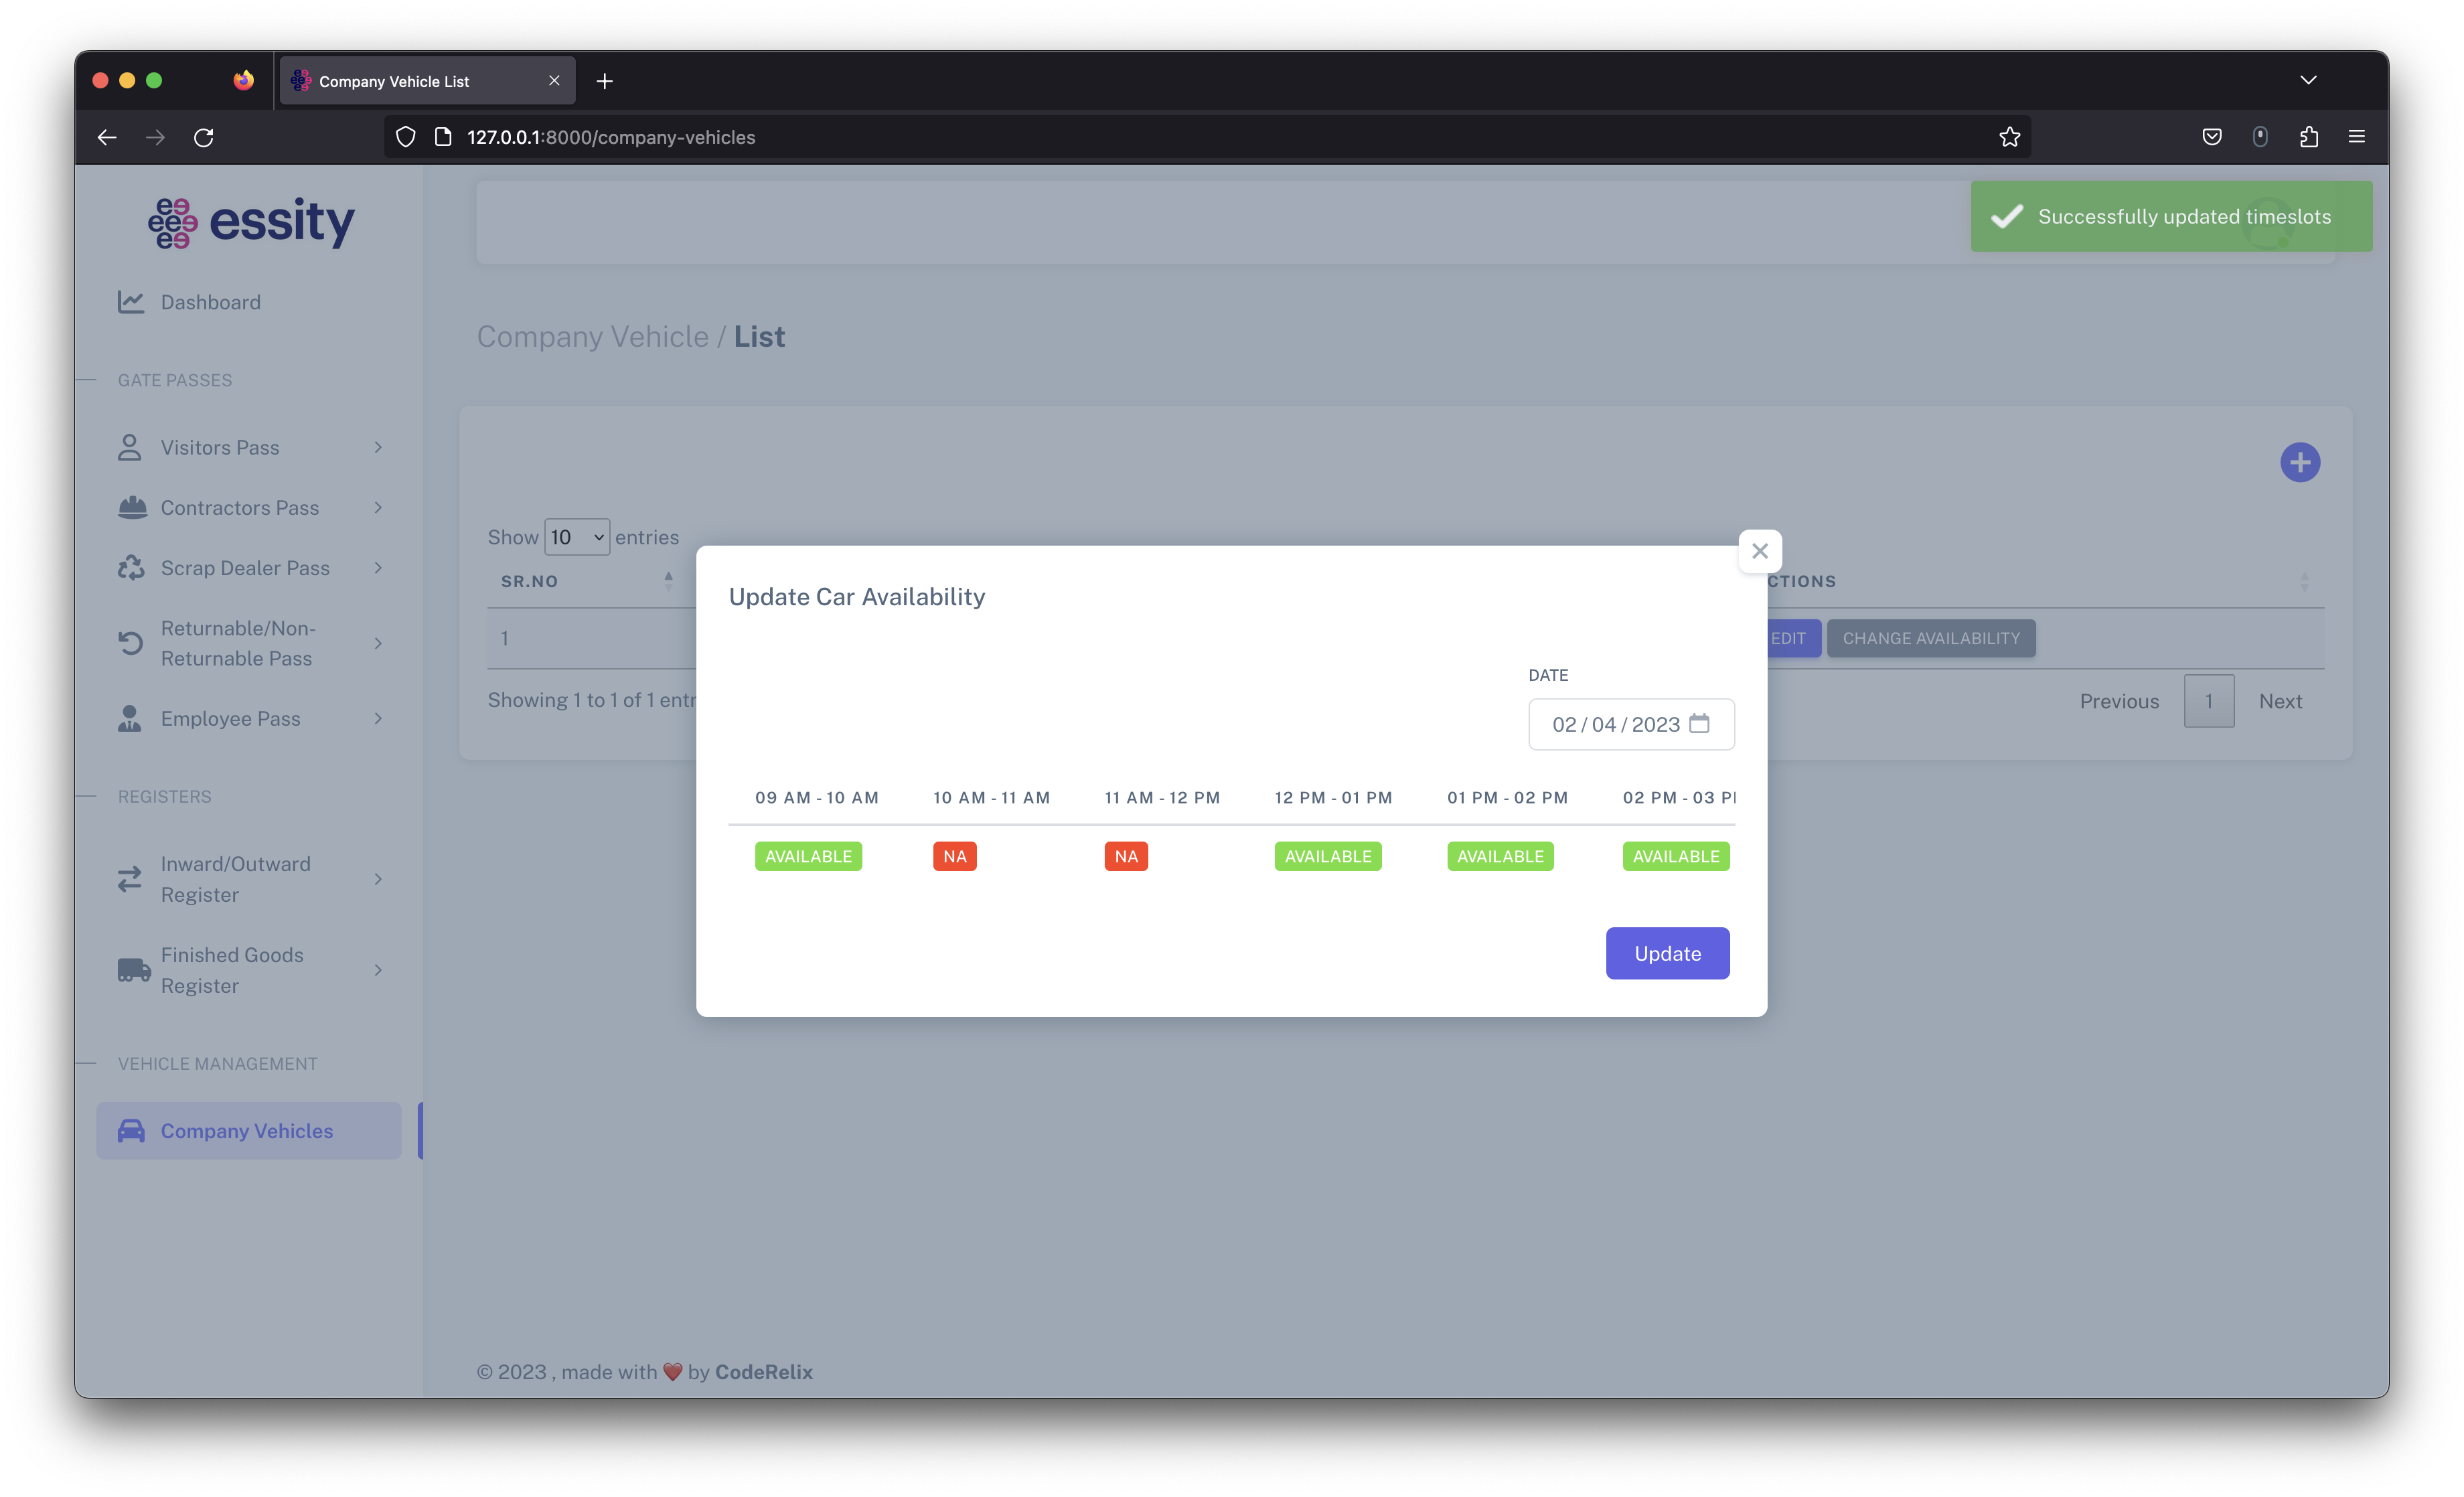 Company Vehicle List
127.0.0.1:8000/company-vehicles
essity
Successfully updated timeslots
Dashboard
Company Vehicle / List
GATE PASSES
Visitors Pass
Contractors Pass
Scrap Dealer Pass
Returnable/Non-
Returnable Pass
Employee Pass
REGISTERS
Inward/Outward
Register
Finished Goods
Register
VEHICLE MANAGEMENT
Company Vehicles
Show 10 entries
SR.NO
CTIONS
1
EDIT CHANGE AVAILABILITY
Showing 1 to 1 of 1 entr
Previous 1 Next
Update Car Availability
DATE
02 / 04 / 2023
09 AM - 10 AM 10 AM - 11 AM 11 AM - 12 PM 12 PM - 01 PM 01 PM - 02 PM 02 PM - 03 P
AVAILABLE NA NA AVAILABLE AVAILABLE AVAILABLE
Update
© 2023 , made with ❤️ by CodeRelix